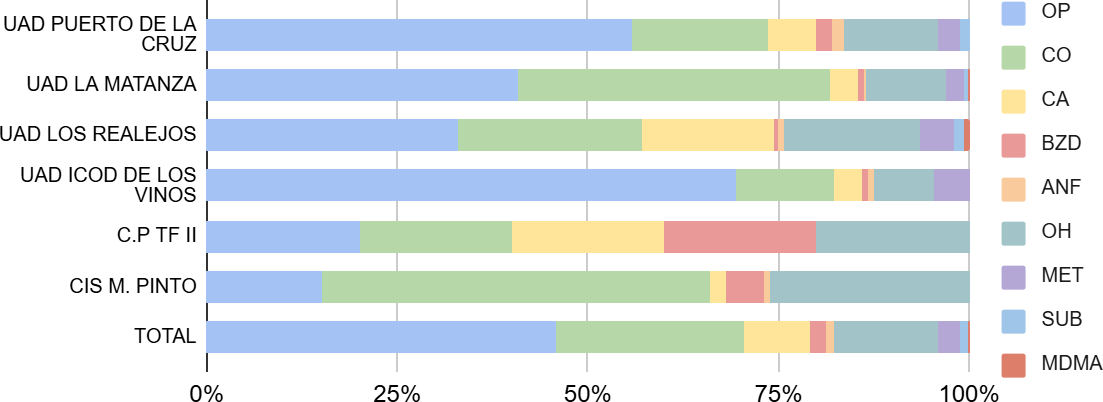 UAD PUERTO DE LA
CRUZ
UAD LA MATANZA
UAD LOS REALEJOS
UAD ICOD DE LOS
VINOS
C.P TF II
CIS M. PINTO
TOTAL
0%
25%
50%
75%
100%
OP
CO
CA
BZD
ANF
OH
MET
SUB
MDMA